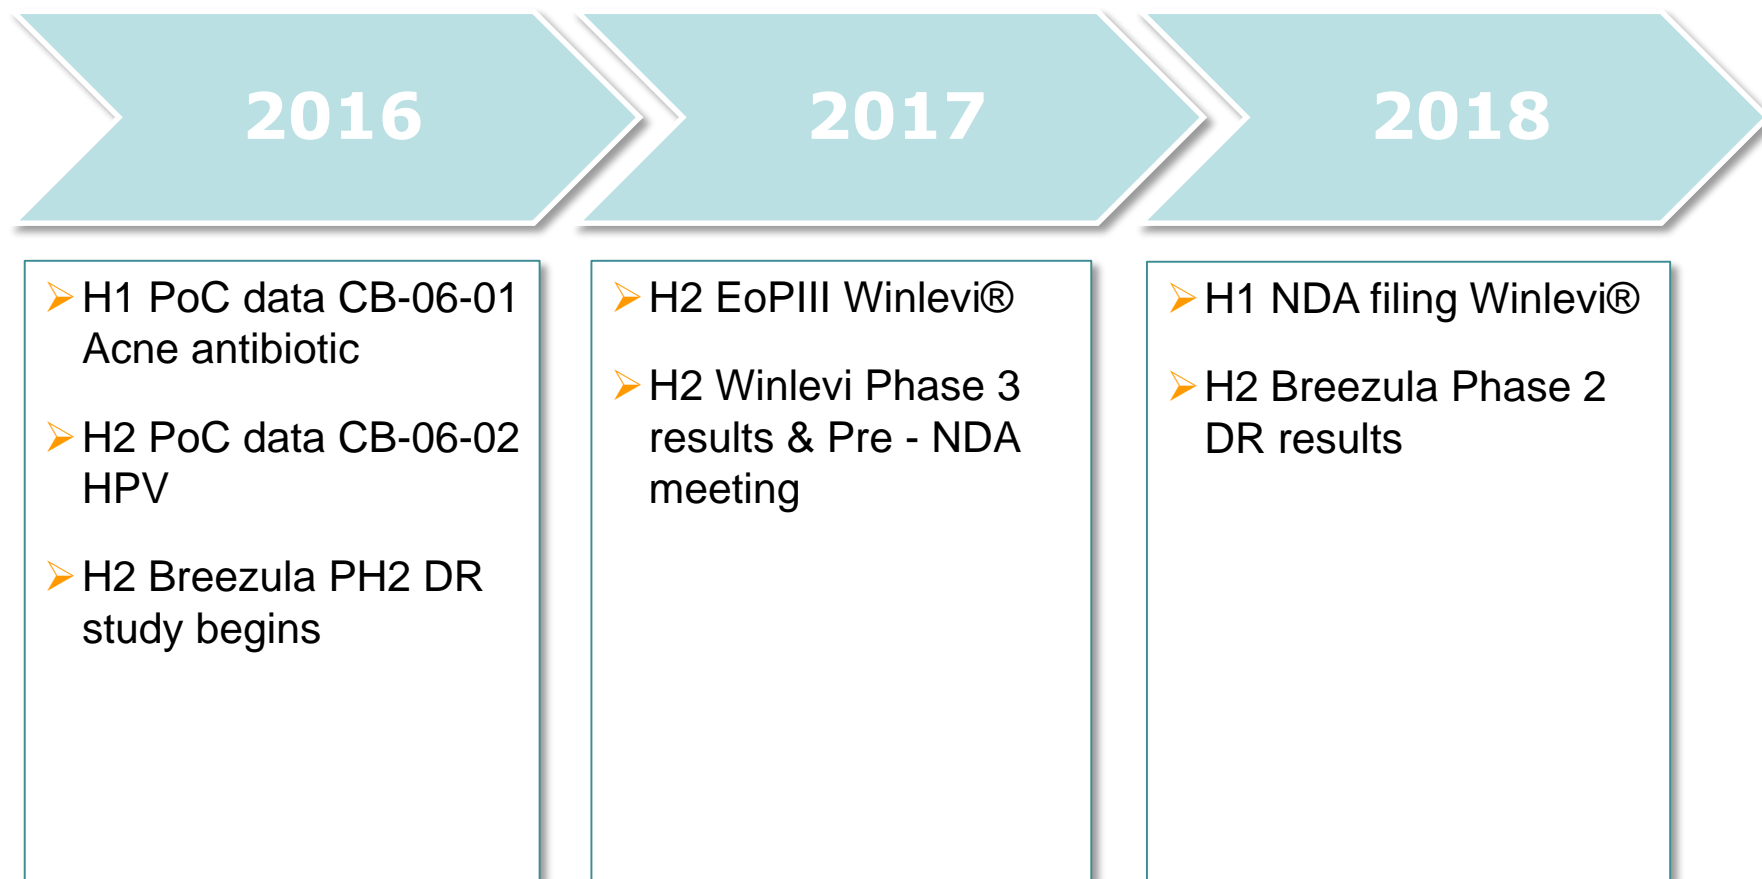 2016
2017
2018
H1 PoC data CB-06-01
Acne antibiotic
H2 PoC data CB-06-02
HPV
H2 Breezula PH2 DR
study begins
H2 EoPIII Winlevi®
H2 Winlevi Phase 3
results & Pre - NDA
meeting
H1 NDA filing Winlevi®
H2 Breezula Phase 2
DR results